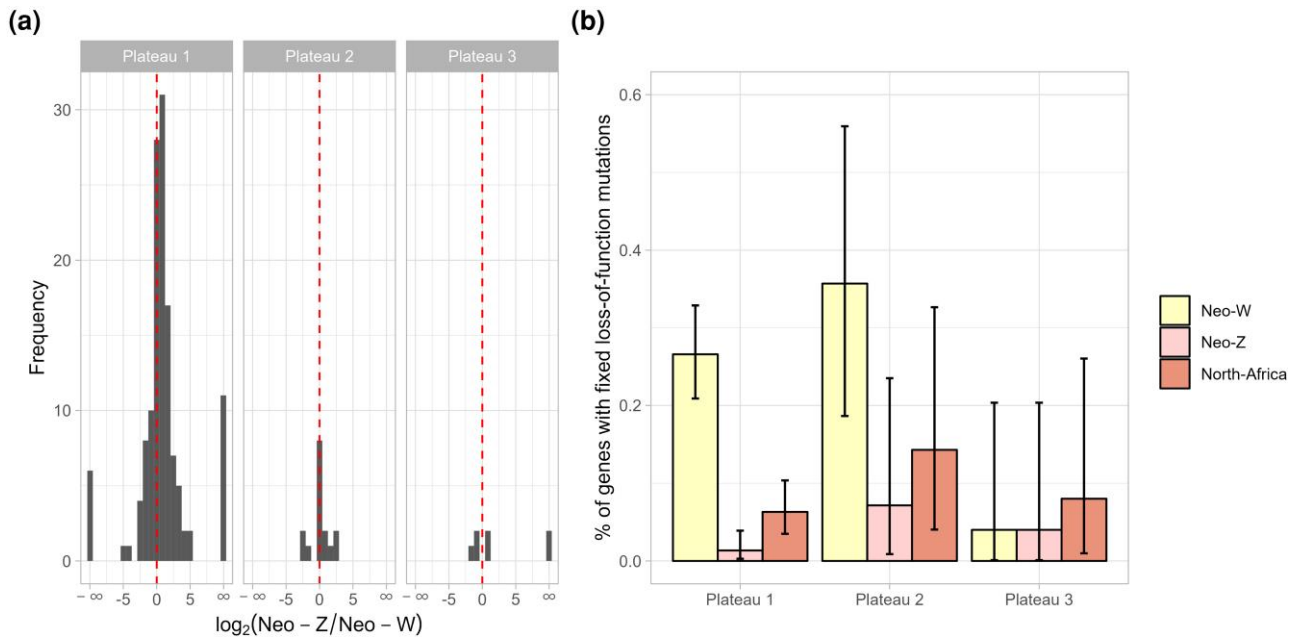 (a)
Plateau 1 Plateau 2 Plateau 3
Frequency
30
20
10
0
− ∞ -5 0 5 ∞ − ∞ -5 0 5 ∞ − ∞ -5 0 5 ∞
log₂(Neo − Z/Neo − W)
(b)
% of genes with fixed loss-of-function mutations
0.6
0.4
0.2
0.0
Plateau 1 Plateau 2 Plateau 3
Neo-W
Neo-Z
North-Africa